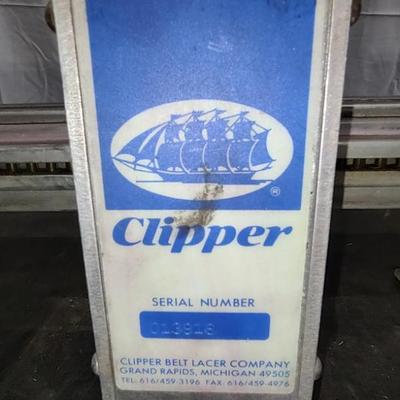 ®
Clipper
SERIAL NUMBER
013916
CLIPPER BELT LACER COMPANY
GRAND RAPIDS, MICHIGAN 49505
TEL. 616/459-3196 FAX. 616/459-4976